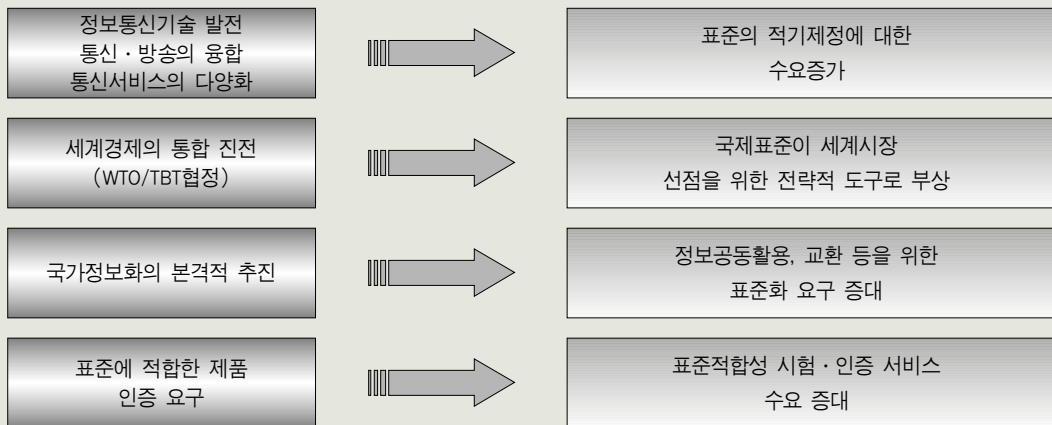 정보통신기술 발전
통신·방송의 융합
통신서비스의 다양화
표준의 적기제정에 대한
수요증가
세계경제의 통합 진전
(WTO/TBT협정)
국제표준이 세계시장
선점을 위한 전략적 도구로 부상
국가정보화의 본격적 추진
정보공동활용, 교환 등을 위한
표준화 요구 증대
표준에 적합한 제품
인증 요구
표준적합성 시험·인증 서비스
수요 증대